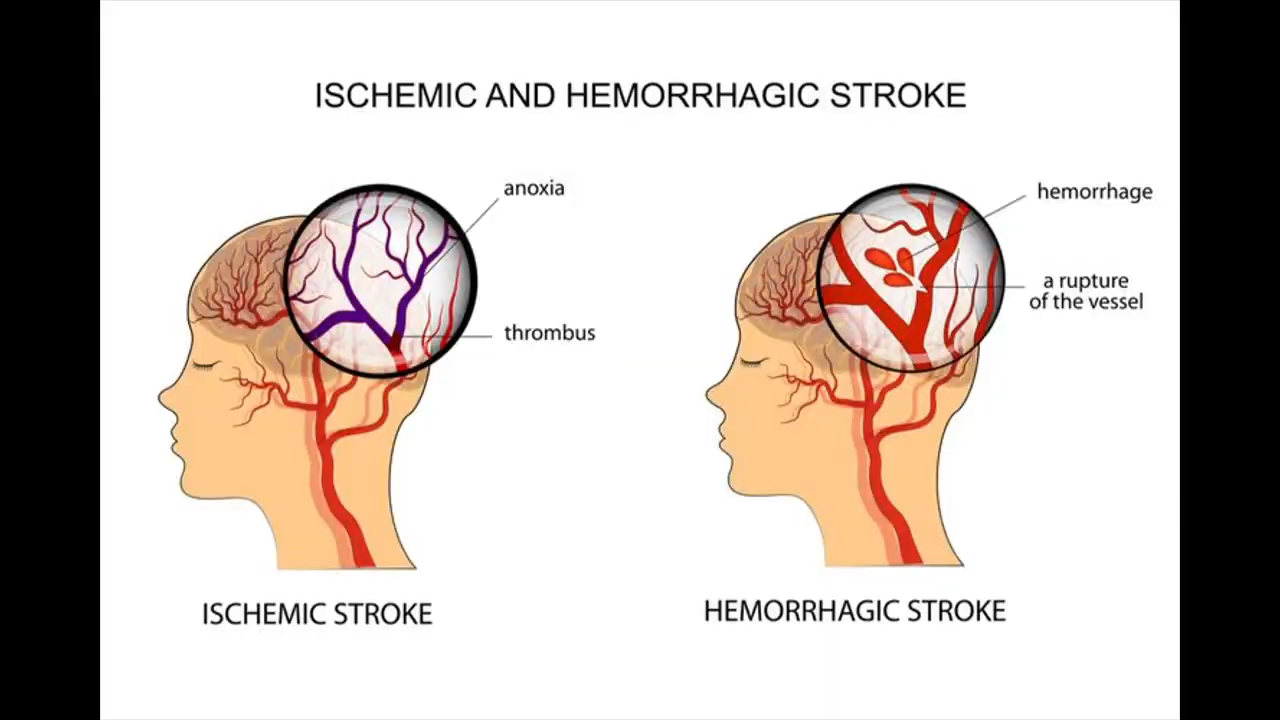 ISCHEMIC AND HEMORRHAGIC STROKE
anoxia
thrombus
ISCHEMIC STROKE
hemorrhage
a rupture
of the vessel
HEMORRHAGIC STROKE